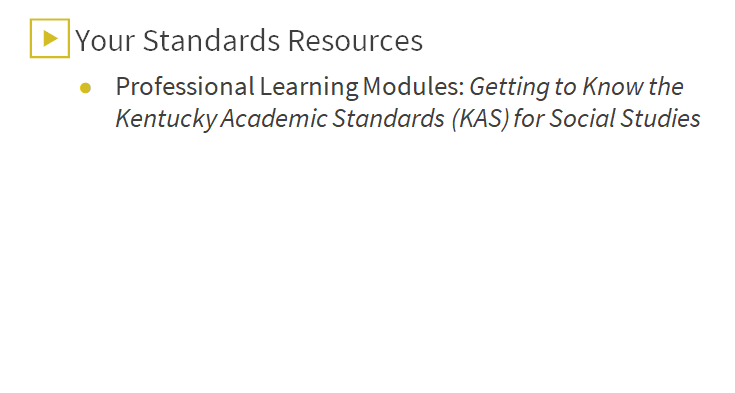 Your Standards Resources
Professional Learning Modules: Getting to Know the
Kentucky Academic Standards (KAS) for Social Studies